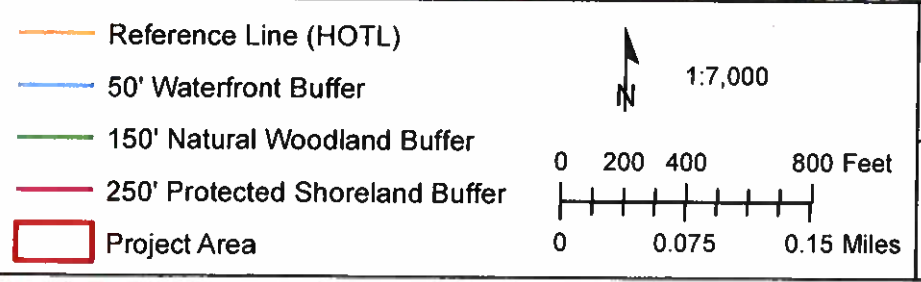 Reference Line (HOTL)
50' Waterfront Buffer
150' Natural Woodland Buffer
250' Protected Shoreland Buffer
Project Area
N
1:7,000
0 200 400 800 Feet
0 0.075 0.15 Miles